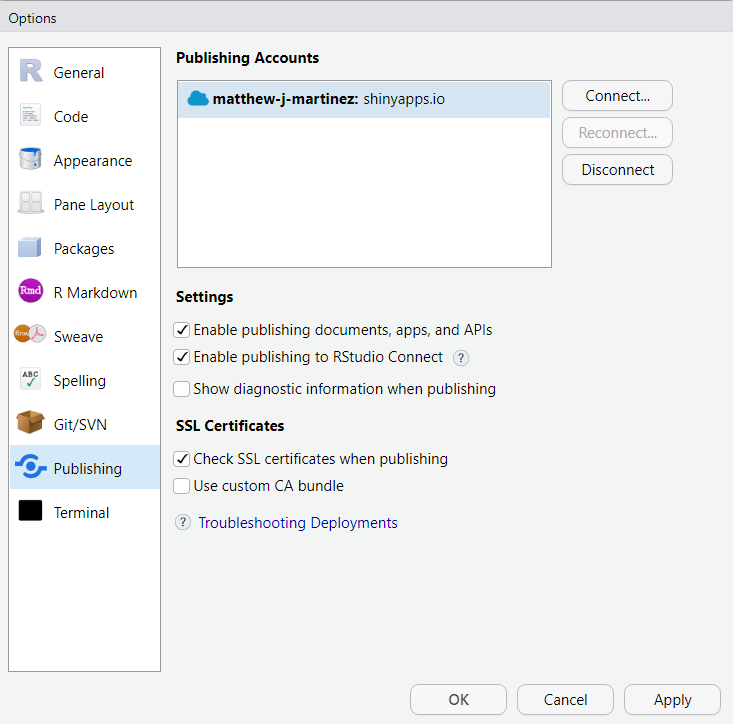 Options
General
Code
Appearance
Pane Layout
Packages
Rmd R Markdown
Sweave
ABC Spelling
Git/SVN
Publishing
Terminal
Publishing Accounts
matthew-j-martinez: shinyapps.io
Connect...
Reconnect...
Disconnect
Settings
Enable publishing documents, apps, and APIs
Enable publishing to RStudio Connect ?
Show diagnostic information when publishing
SSL Certificates
Check SSL certificates when publishing
Use custom CA bundle
? Troubleshooting Deployments
OK
Cancel
Apply